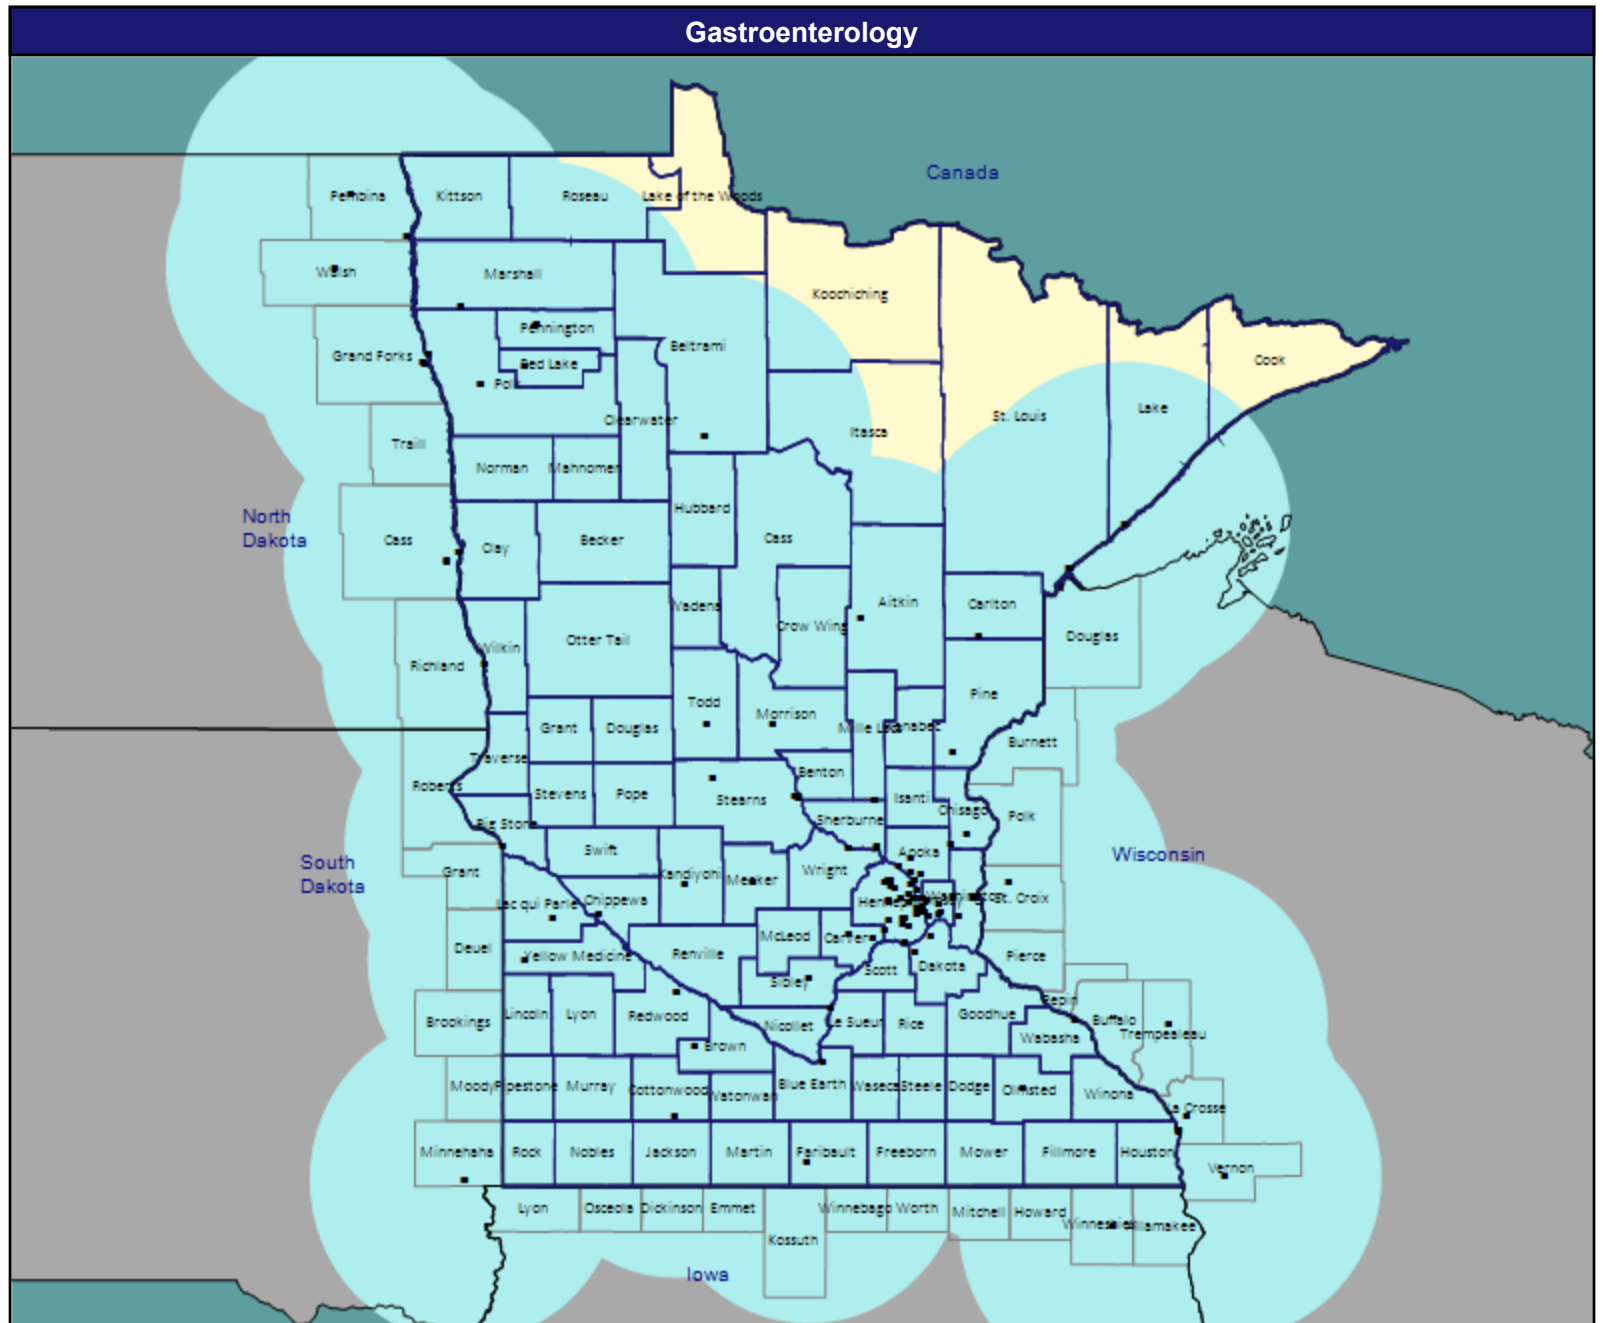 Gastroenterology
Canada
Pembina
Kittson
Roseau
Lake of the Woods
Walsh
Marshall
Koochiching
Pennington
Grand Forks
Red Lake
Beltrami
Cook
Polk
Lake
St. Louis
Clearwater
Itasca
Traill
Norman
Mahnomen
Hubbard
North
Dakota
Cass
Clay
Becker
Cass
Aitkin
Carlton
Wadena
Crow Wing
Douglas
Otter Tail
Wilkin
Richland
Pine
Todd
Morrison
Grant
Douglas
Mille Lacs
Kanabec
Burnett
Traverse
Benton
Roberts
Stevens
Pope
Stearns
Isanti
Chisago
Polk
Big Stone
Sherburne
Swift
Anoka
Wisconsin
South
Dakota
Grant
Kandiyohi
Meeker
Wright
Lac qui Parle
Chippewa
Washington
St. Croix
McLeod
Carver
Deuel
Yellow Medicine
Renville
Pierce
Scott
Dakota
Sibley
Pepin
Brookings
Lincoln
Lyon
Redwood
Nicollet
Le Sueur
Rice
Goodhue
Buffalo
Trempealeau
Wabasha
Brown
Moody
Pipestone
Murray
Cottonwood
Watonwan
Blue Earth
Waseca
Steele
Dodge
Olmsted
Winona
La Crosse
Minnehaha
Rock
Nobles
Jackson
Martin
Faribault
Freeborn
Mower
Fillmore
Houston
Vernon
Lyon
Osceola
Dickinson
Emmet
Winnebago
Worth
Mitchell
Howard
Winneshiek
Allamakee
Kossuth
Iowa